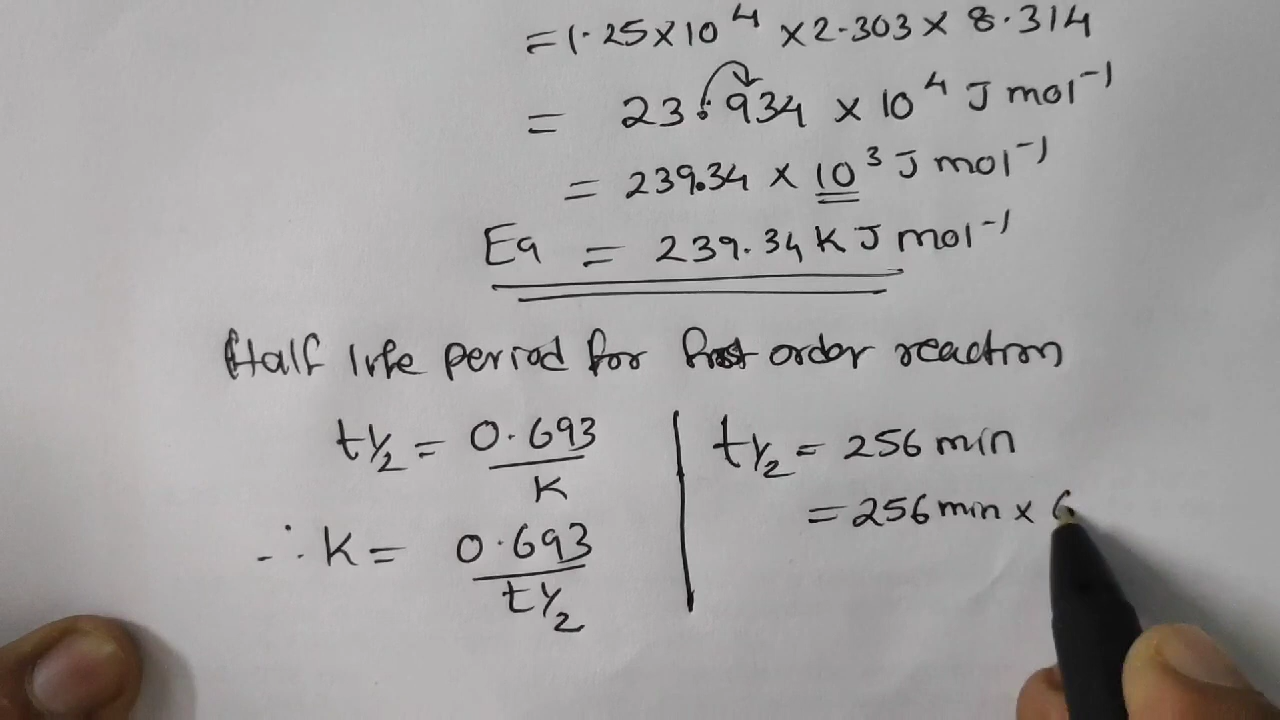 = 1.25 × 10⁴ × 2.303 × 8.314
= 23.934 × 10⁴ J mol⁻¹
= 239.34 × 10³ J mol⁻¹
Ea = 239.34 KJ mol⁻¹
Half life period for first order reaction
t½ = 0.693 / K
∴ K = 0.693 / t½
t½ = 256 min
= 256 min × 6